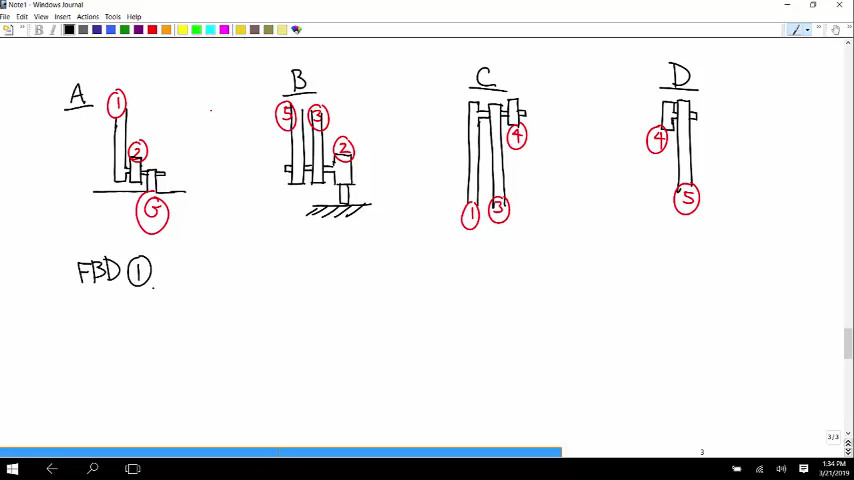 Note1 - Windows Journal
File Edit View Insert Actions Tools Help
B
A B C D
1 5 3 4 4
2 2
G 1 3 5
FBD 1
3/3
3
1:34 PM
3/21/2019